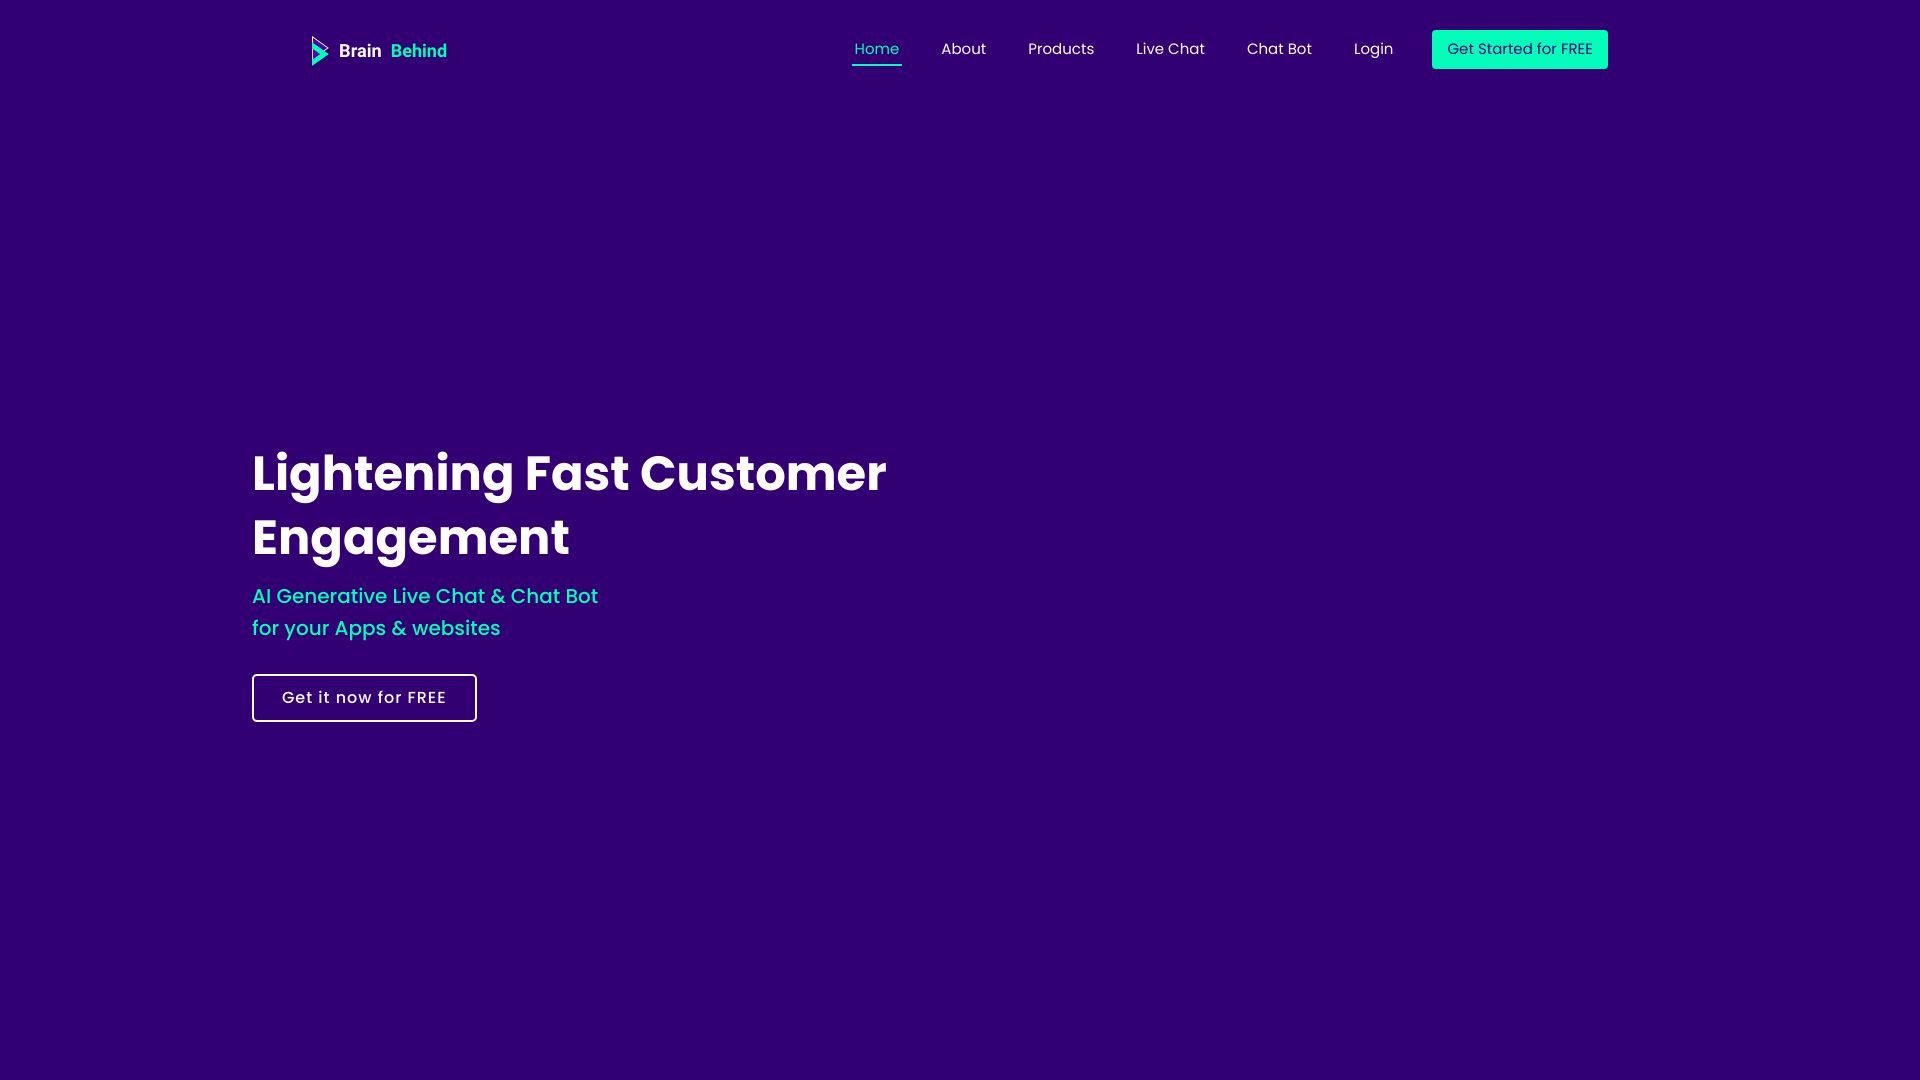 Brain Behind
Home About Products Live Chat Chat Bot Login Get Started for FREE
Lightening Fast Customer
Engagement
AI Generative Live Chat & Chat Bot
for your Apps & websites
Get it now for FREE